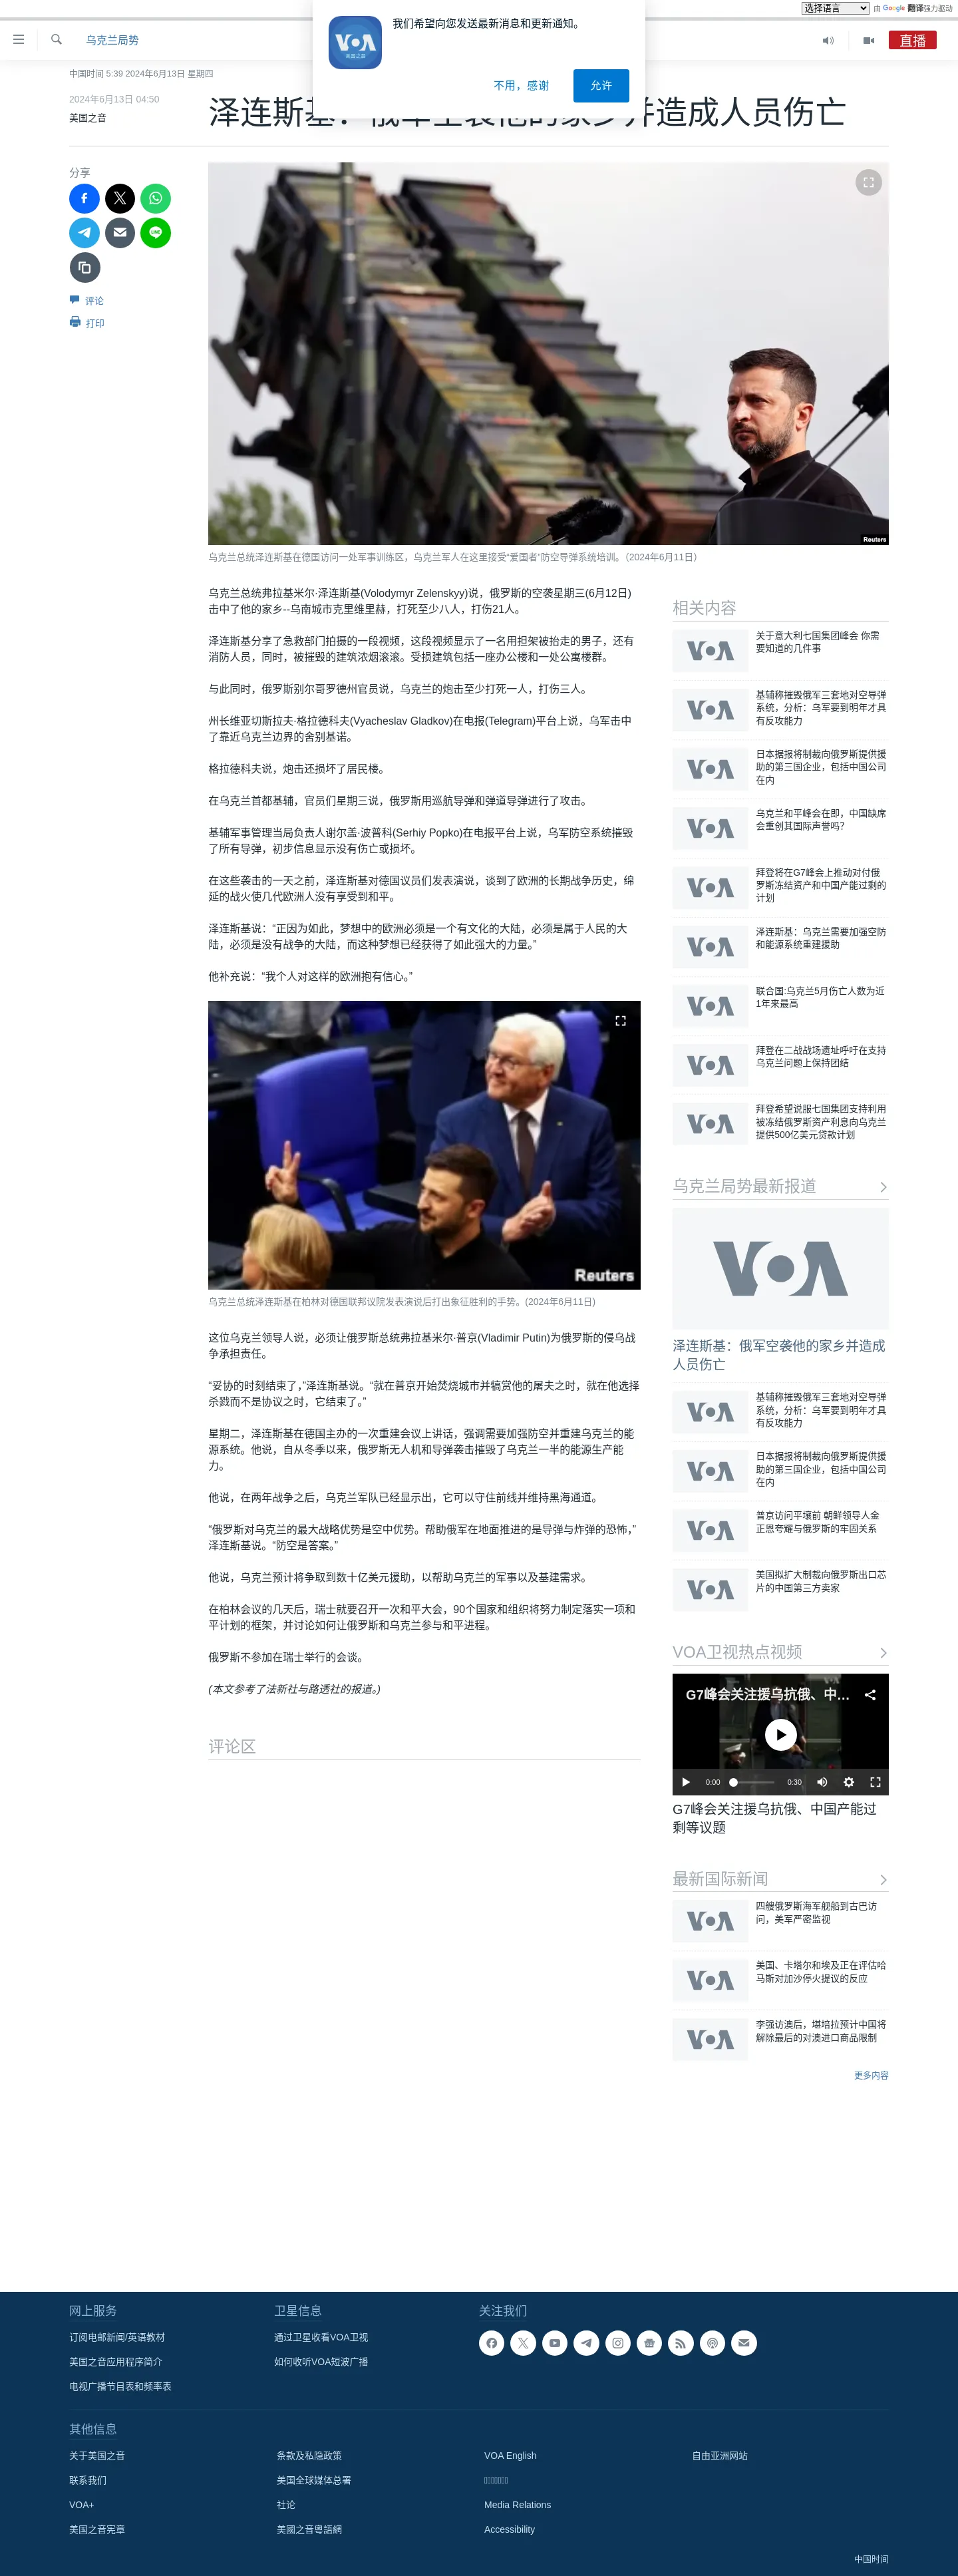 选择语言
由 Google 翻译强力驱动
我们希望向您发送最新消息和更新通知。
VOA
美国之音
不用，感谢
允许
乌克兰局势
直播
中国时间 5:39 2024年6月13日 星期四
2024年6月13日 04:50
美国之音
泽连斯基：俄军空袭他的家乡并造成人员伤亡
分享
评论
打印
Reuters
乌克兰总统泽连斯基在德国访问一处军事训练区，乌克兰军人在这里接受“爱国者”防空导弹系统培训。（2024年6月11日）
乌克兰总统弗拉基米尔·泽连斯基(Volodymyr Zelenskyy)说，俄罗斯的空袭星期三(6月12日)
击中了他的家乡--乌南城市克里维里赫，打死至少八人，打伤21人。
泽连斯基分享了急救部门拍摄的一段视频，这段视频显示了一名用担架被抬走的男子，还有
消防人员，同时，被摧毁的建筑浓烟滚滚。受损建筑包括一座办公楼和一处公寓楼群。
与此同时，俄罗斯别尔哥罗德州官员说，乌克兰的炮击至少打死一人，打伤三人。
州长维亚切斯拉夫·格拉德科夫(Vyacheslav Gladkov)在电报(Telegram)平台上说，乌军击中
了靠近乌克兰边界的舍别基诺。
格拉德科夫说，炮击还损坏了居民楼。
在乌克兰首都基辅，官员们星期三说，俄罗斯用巡航导弹和弹道导弹进行了攻击。
基辅军事管理当局负责人谢尔盖·波普科(Serhiy Popko)在电报平台上说，乌军防空系统摧毁
了所有导弹，初步信息显示没有伤亡或损坏。
在这些袭击的一天之前，泽连斯基对德国议员们发表演说，谈到了欧洲的长期战争历史，绵
延的战火使几代欧洲人没有享受到和平。
泽连斯基说：“正因为如此，梦想中的欧洲必须是一个有文化的大陆，必须是属于人民的大
陆，必须是没有战争的大陆，而这种梦想已经获得了如此强大的力量。”
他补充说：“我个人对这样的欧洲抱有信心。”
Reuters
乌克兰总统泽连斯基在柏林对德国联邦议院发表演说后打出象征胜利的手势。(2024年6月11日)
这位乌克兰领导人说，必须让俄罗斯总统弗拉基米尔·普京(Vladimir Putin)为俄罗斯的侵乌战
争承担责任。
“妥协的时刻结束了，”泽连斯基说。“就在普京开始焚烧城市并犒赏他的屠夫之时，就在他选择
杀戮而不是协议之时，它结束了。”
星期二，泽连斯基在德国主办的一次重建会议上讲话，强调需要加强防空并重建乌克兰的能
源系统。他说，自从冬季以来，俄罗斯无人机和导弹袭击摧毁了乌克兰一半的能源生产能
力。
他说，在两年战争之后，乌克兰军队已经显示出，它可以守住前线并维持黑海通道。
“俄罗斯对乌克兰的最大战略优势是空中优势。帮助俄军在地面推进的是导弹与炸弹的恐怖，”
泽连斯基说。“防空是答案。”
他说，乌克兰预计将争取到数十亿美元援助，以帮助乌克兰的军事以及基建需求。
在柏林会议的几天后，瑞士就要召开一次和平大会，90个国家和组织将努力制定落实一项和
平计划的框架，并讨论如何让俄罗斯和乌克兰参与和平进程。
俄罗斯不参加在瑞士举行的会谈。
(本文参考了法新社与路透社的报道。)
评论区
相关内容
VOA
关于意大利七国集团峰会 你需
要知道的几件事
VOA
基辅称摧毁俄军三套地对空导弹
系统，分析：乌军要到明年才具
有反攻能力
VOA
日本据报将制裁向俄罗斯提供援
助的第三国企业，包括中国公司
在内
VOA
乌克兰和平峰会在即，中国缺席
会重创其国际声誉吗？
VOA
拜登将在G7峰会上推动对付俄
罗斯冻结资产和中国产能过剩的
计划
VOA
泽连斯基：乌克兰需要加强空防
和能源系统重建援助
VOA
联合国:乌克兰5月伤亡人数为近
1年来最高
VOA
拜登在二战战场遗址呼吁在支持
乌克兰问题上保持团结
VOA
拜登希望说服七国集团支持利用
被冻结俄罗斯资产利息向乌克兰
提供500亿美元贷款计划
乌克兰局势最新报道
VOA
泽连斯基：俄军空袭他的家乡并造成
人员伤亡
VOA
基辅称摧毁俄军三套地对空导弹
系统，分析：乌军要到明年才具
有反攻能力
VOA
日本据报将制裁向俄罗斯提供援
助的第三国企业，包括中国公司
在内
VOA
普京访问平壤前 朝鲜领导人金
正恩夸耀与俄罗斯的牢固关系
VOA
美国拟扩大制裁向俄罗斯出口芯
片的中国第三方卖家
VOA卫视热点视频
G7峰会关注援乌抗俄、中…
0:00
0:30
G7峰会关注援乌抗俄、中国产能过
剩等议题
最新国际新闻
VOA
四艘俄罗斯海军舰船到古巴访
问，美军严密监视
VOA
美国、卡塔尔和埃及正在评估哈
马斯对加沙停火提议的反应
VOA
李强访澳后，堪培拉预计中国将
解除最后的对澳进口商品限制
更多内容
网上服务
订阅电邮新闻/英语教材
美国之音应用程序简介
电视广播节目表和频率表
卫星信息
通过卫星收看VOA卫视
如何收听VOA短波广播
关注我们
其他信息
关于美国之音
联系我们
VOA+
美国之音宪章
条款及私隐政策
美国全球媒体总署
社论
美國之音粵語網
VOA English
Media Relations
Accessibility
自由亚洲网站
中国时间